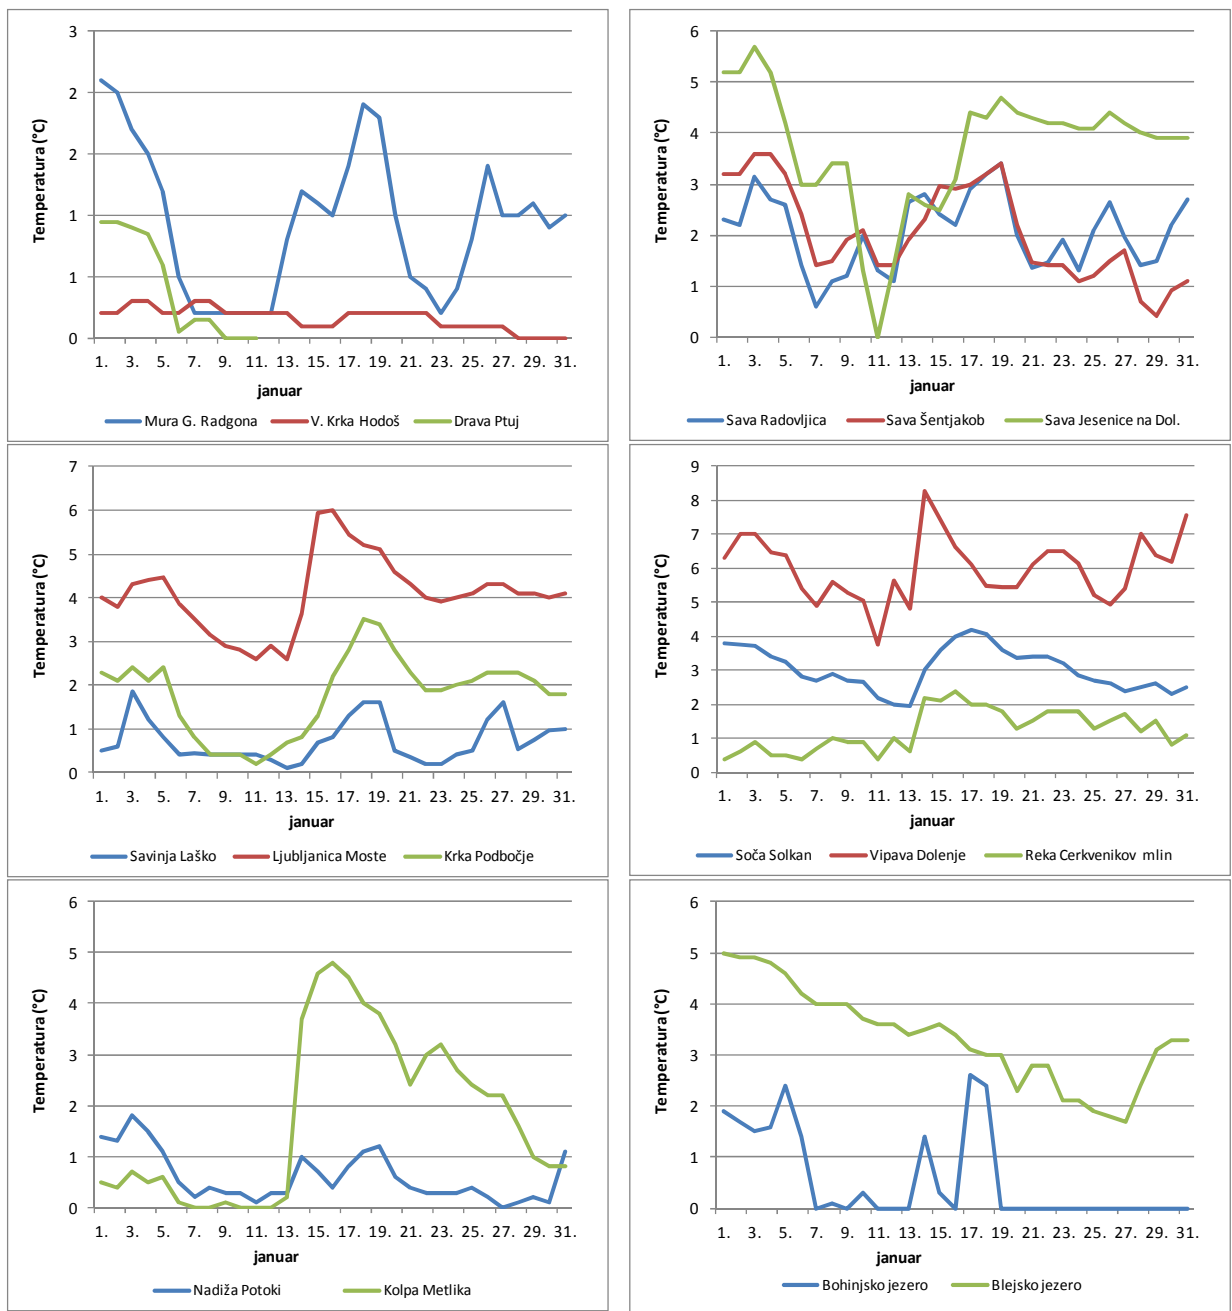 3
2
2
1
1
0
Temperatura (°C)
1. 3. 5. 7. 9. 11. 13. 15. 17. 19. 21. 23. 25. 27. 29. 31.
januar
Mura G. Radgona V. Krka Hodoš Drava Ptuj
6
5
4
3
2
1
0
Temperatura (°C)
1. 3. 5. 7. 9. 11. 13. 15. 17. 19. 21. 23. 25. 27. 29. 31.
januar
Sava Radovljica Sava Šentjakob Sava Jesenice na Dol.
7
6
5
4
3
2
1
0
Temperatura (°C)
1. 3. 5. 7. 9. 11. 13. 15. 17. 19. 21. 23. 25. 27. 29. 31.
januar
Savinja Laško Ljubljanica Moste Krka Podbočje
9
8
7
6
5
4
3
2
1
0
Temperatura (°C)
1. 3. 5. 7. 9. 11. 13. 15. 17. 19. 21. 23. 25. 27. 29. 31.
januar
Soča Solkan Vipava Dolenje Reka Cerkvenikov mlin
6
5
4
3
2
1
0
Temperatura (°C)
1. 3. 5. 7. 9. 11. 13. 15. 17. 19. 21. 23. 25. 27. 29. 31.
januar
Nadiža Potoki Kolpa Metlika
6
5
4
3
2
1
0
Temperatura (°C)
1. 3. 5. 7. 9. 11. 13. 15. 17. 19. 21. 23. 25. 27. 29. 31.
januar
Bohinjsko jezero Blejsko jezero